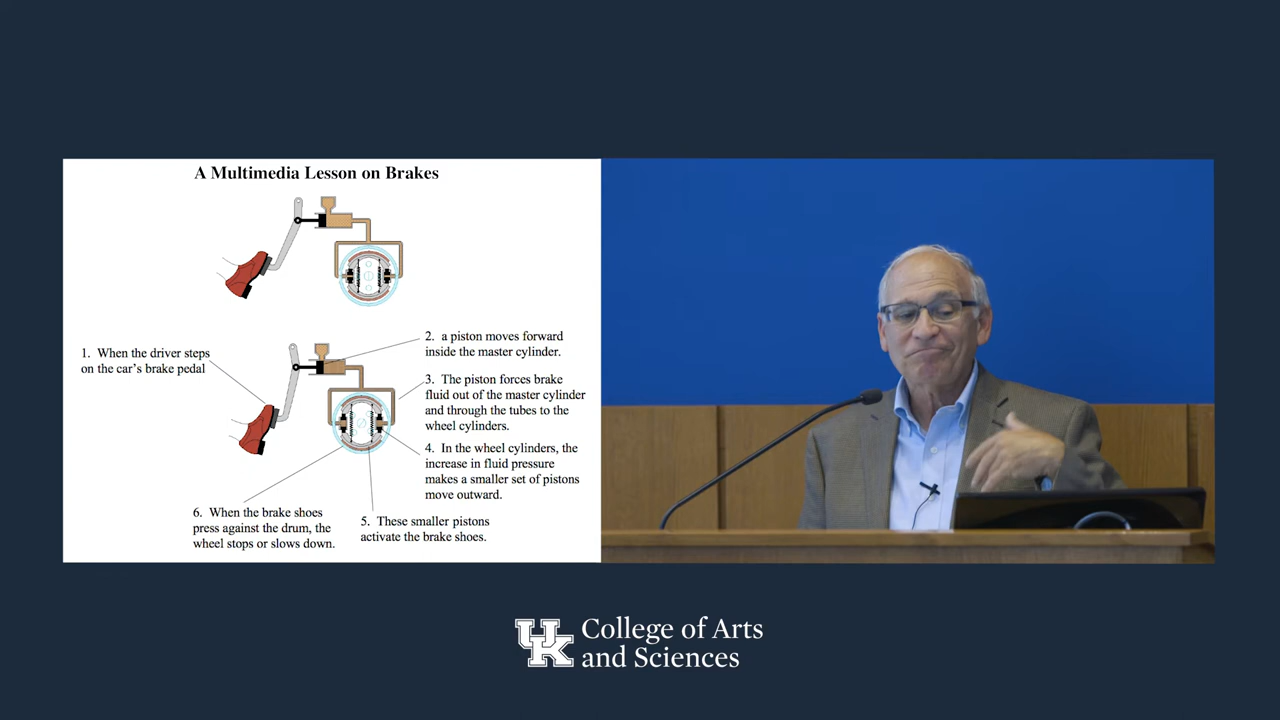 A Multimedia Lesson on Brakes
1. When the driver steps
on the car's brake pedal
2. a piston moves forward
inside the master cylinder.
3. The piston forces brake
fluid out of the master cylinder
and through the tubes to the
wheel cylinders.
4. In the wheel cylinders, the
increase in fluid pressure
makes a smaller set of pistons
move outward.
5. These smaller pistons
activate the brake shoes.
6. When the brake shoes
press against the drum, the
wheel stops or slows down.
UK
College of Arts
and Sciences